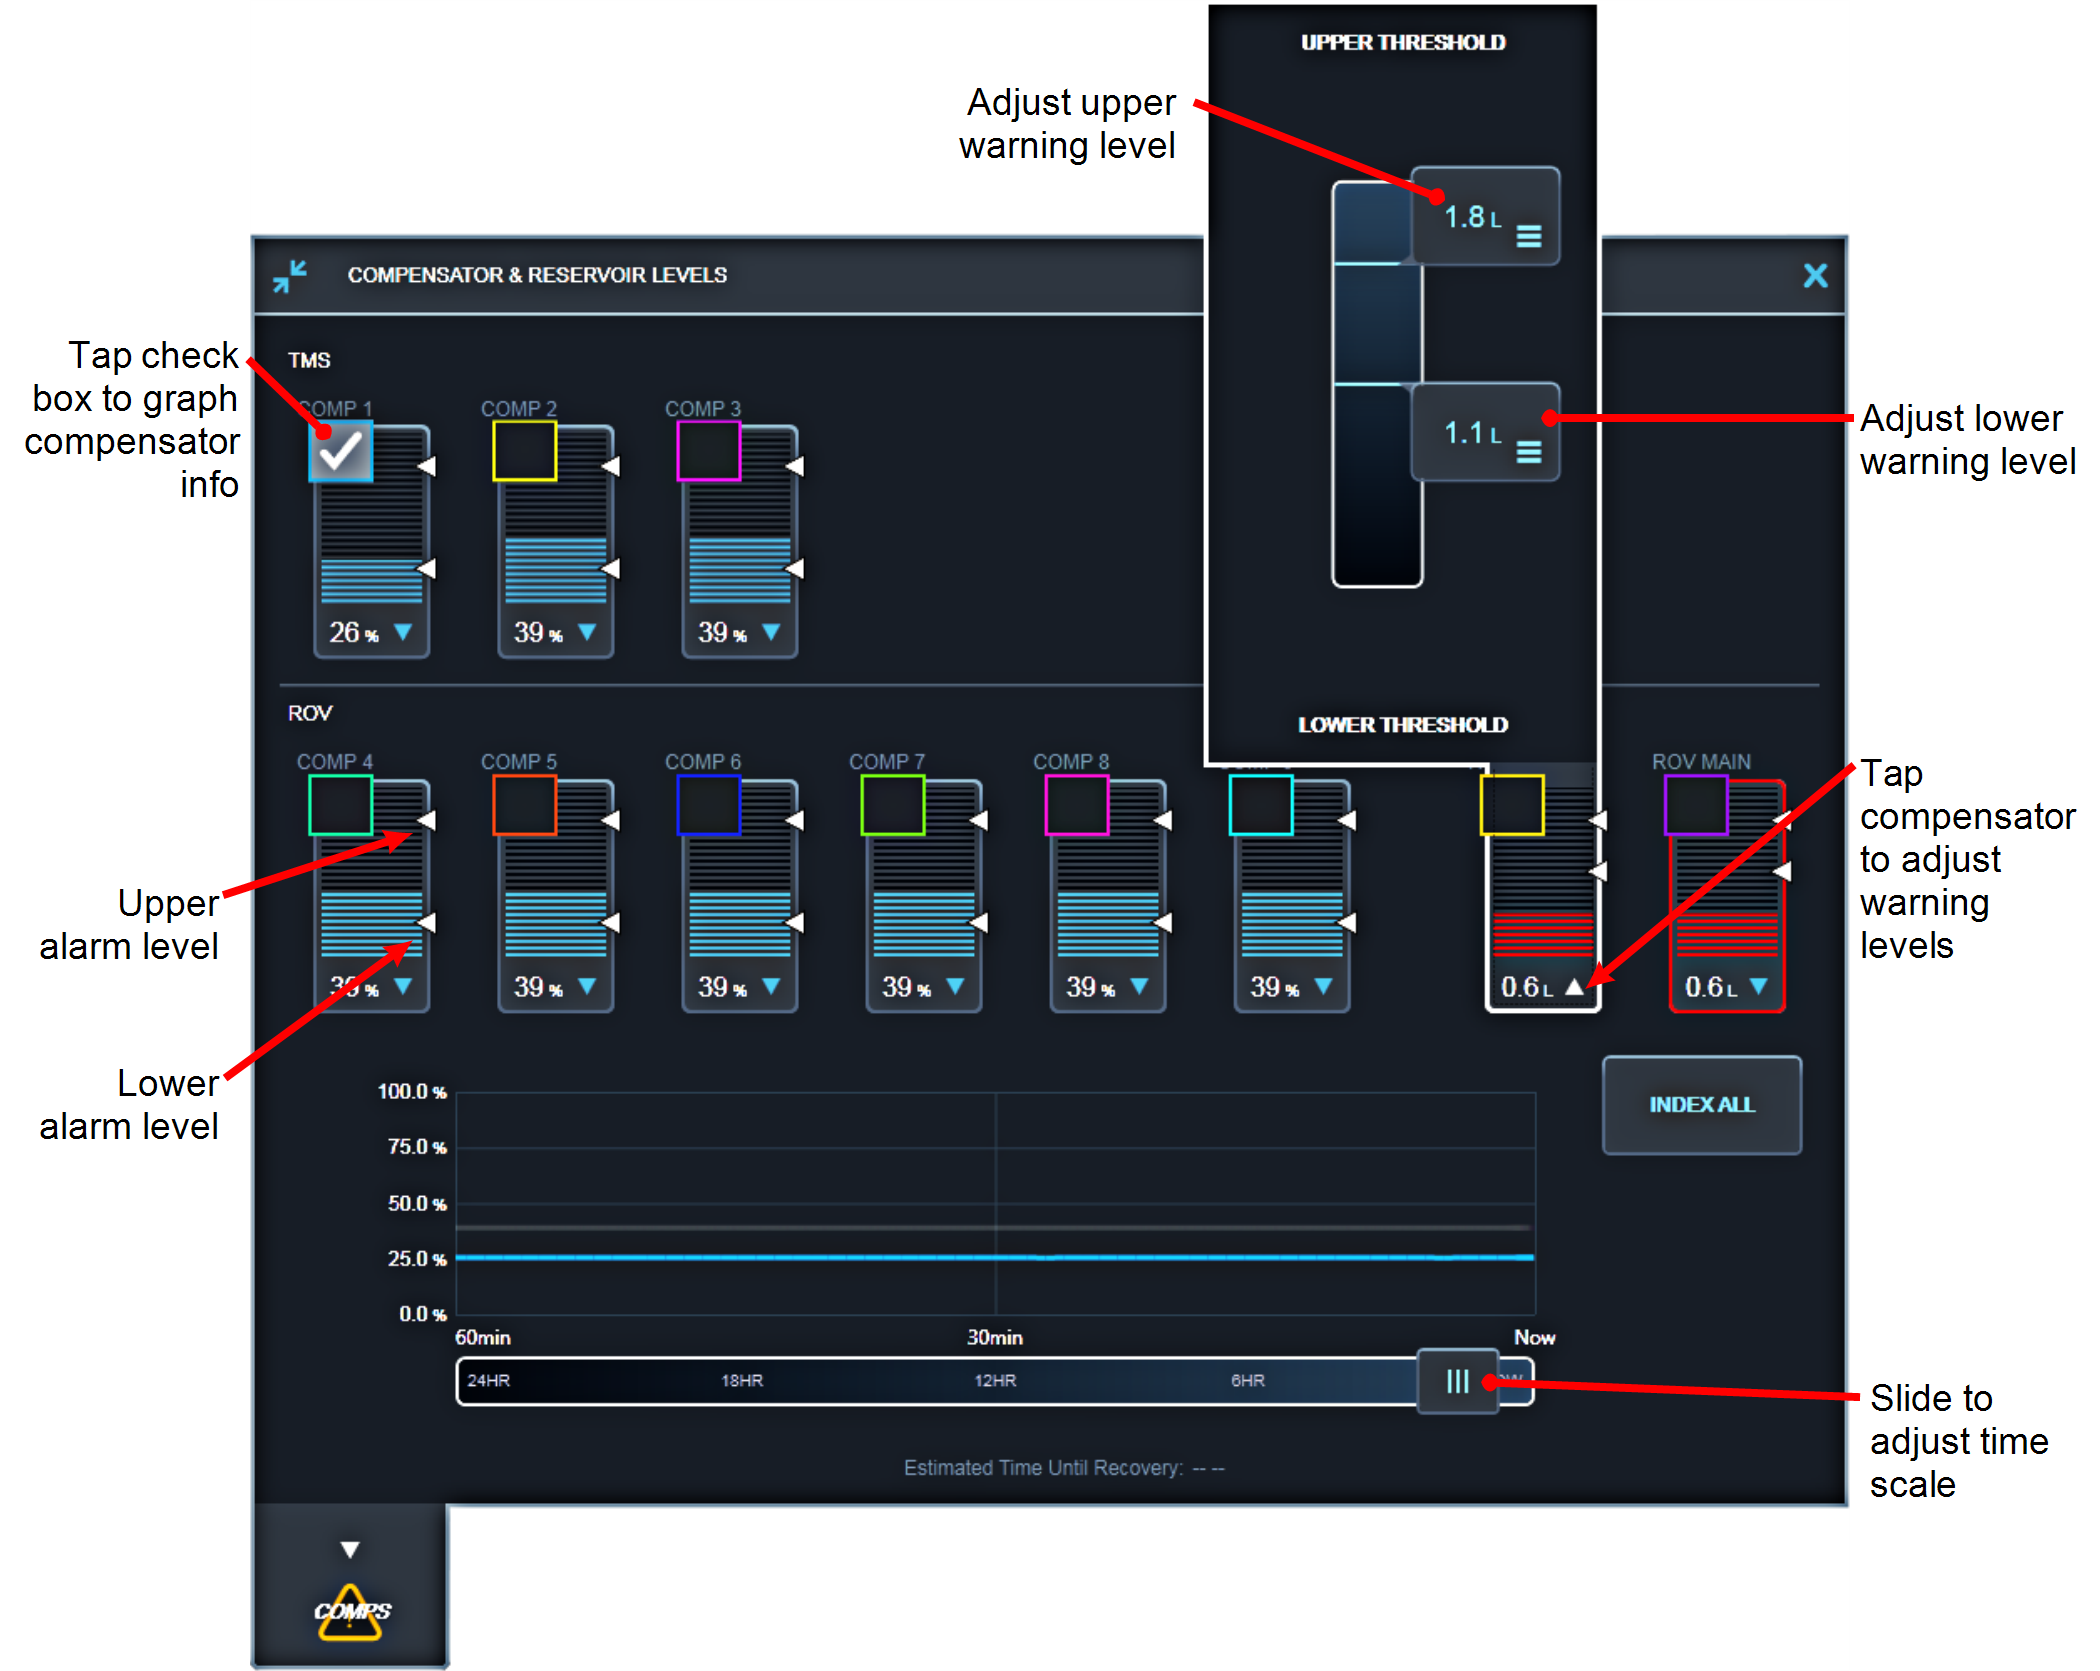 UPPER THRESHOLD
Adjust upper
warning level
1.8 L
COMPENSATOR & RESERVOIR LEVELS
Tap check
box to graph
compensator
info
TMS
COMP 1
COMP 2
COMP 3
1.1 L
Adjust lower
warning level
26 %
39 %
39 %
ROV
LOWER THRESHOLD
COMP 4
COMP 5
COMP 6
COMP 7
COMP 8
ROV MAIN
Tap
compensator
to adjust
warning
levels
Upper
alarm level
39 %
39 %
39 %
39 %
39 %
39 %
0.6 L
0.6 L
Lower
alarm level
INDEX ALL
100.0 %
75.0 %
50.0 %
25.0 %
0.0 %
60min
30min
Now
24HR
18HR
12HR
6HR
Slide to
adjust time
scale
Estimated Time Until Recovery: -- --
COMPS